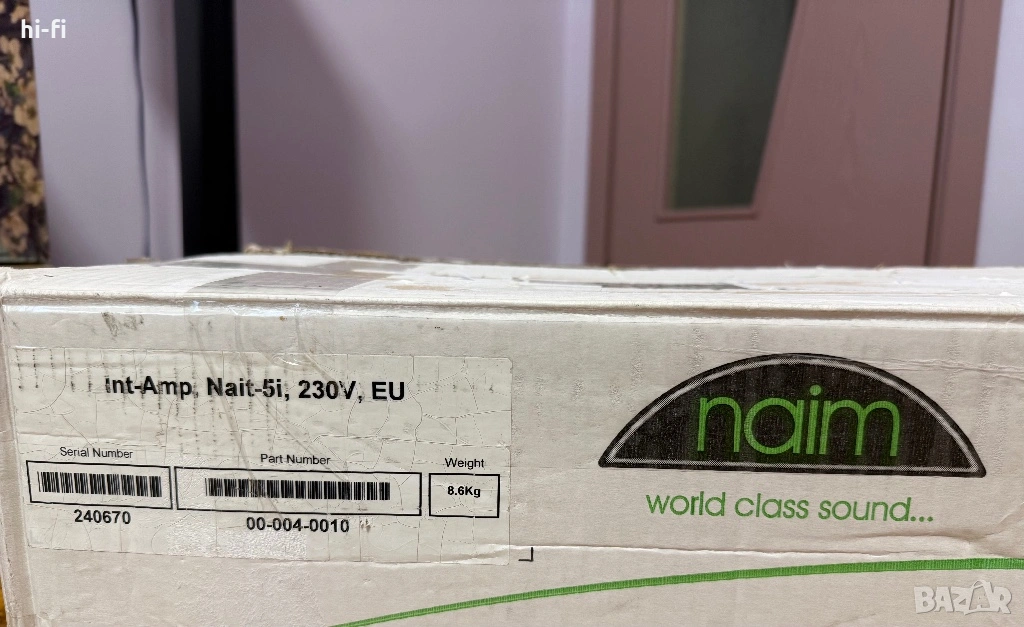 hi-fi
Int-Amp, Nait-5i, 230V, EU
Serial Number
240670
Part Number
00-004-0010
Weight
8.6Kg
naim
world class sound...
BAZAR